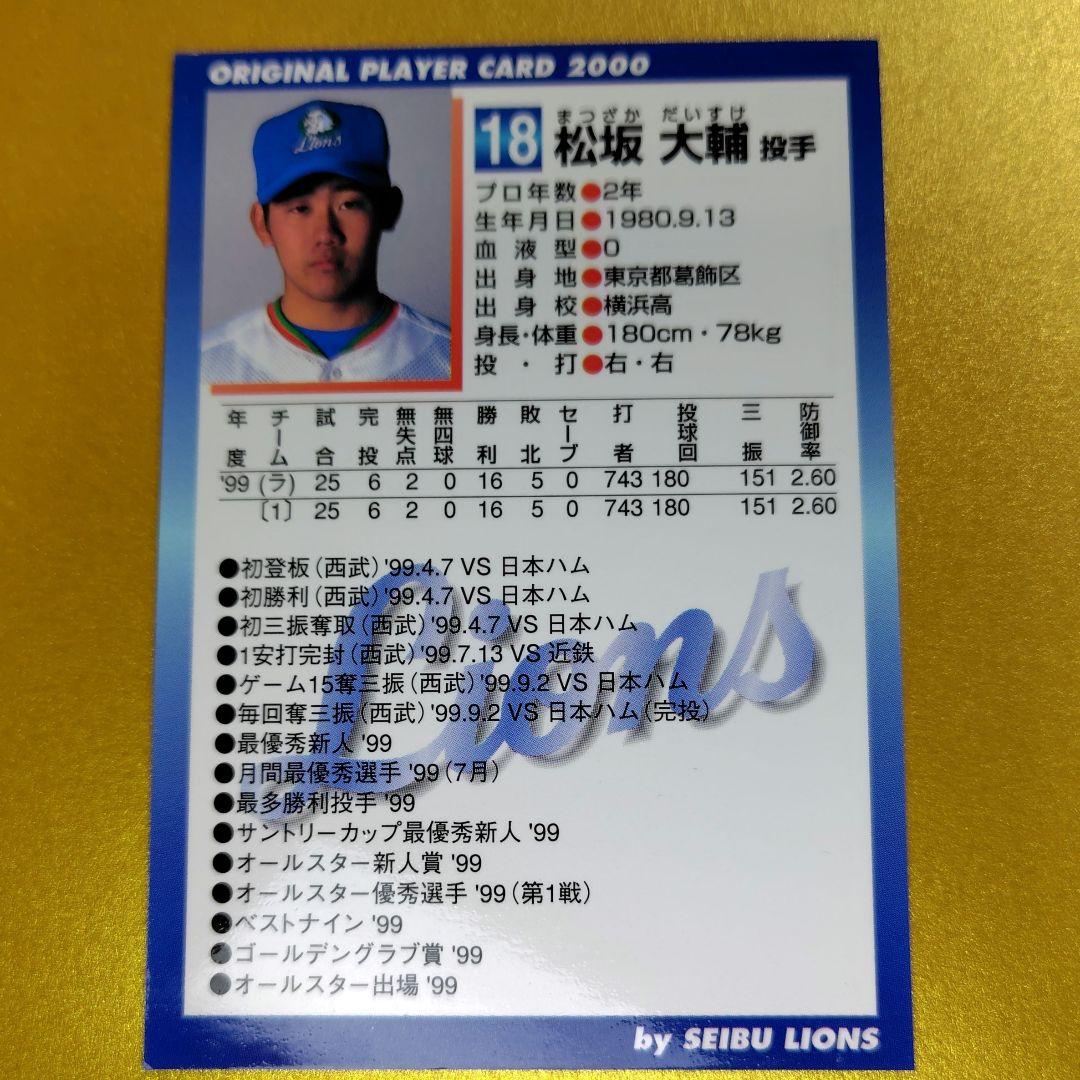 ORIGINAL PLAYER CARD 2000
Lions
まつざか だいすけ
18 松坂 大輔 投手
プロ年数●2年
生年月日●1980.9.13
血液型●O
出身地●東京都葛飾区
出身校●横浜高
身長・体重●180cm・78kg
投・打●右・右
年度 チーム 試合 完投 無失点 無四球 勝利 敗北 セーブ 打者 投球回 三振 防御率
'99 (ラ) 25 6 2 0 16 5 0 743 180 151 2.60
〔1〕 25 6 2 0 16 5 0 743 180 151 2.60
●初登板(西武)'99.4.7 VS 日本ハム
●初勝利(西武)'99.4.7 VS 日本ハム
●初三振奪取(西武)'99.4.7 VS 日本ハム
●1安打完封(西武)'99.7.13 VS 近鉄
●ゲーム15奪三振(西武)'99.9.2 VS 日本ハム
●毎回奪三振(西武)'99.9.2 VS 日本ハム(完投)
●最優秀新人 '99
●月間最優秀選手 '99(7月)
●最多勝利投手 '99
●サントリーカップ最優秀新人 '99
●オールスター新人賞 '99
●オールスター優秀選手 '99(第1戦)
●ベストナイン '99
●ゴールデングラブ賞 '99
●オールスター出場 '99
Lions
by SEIBU LIONS